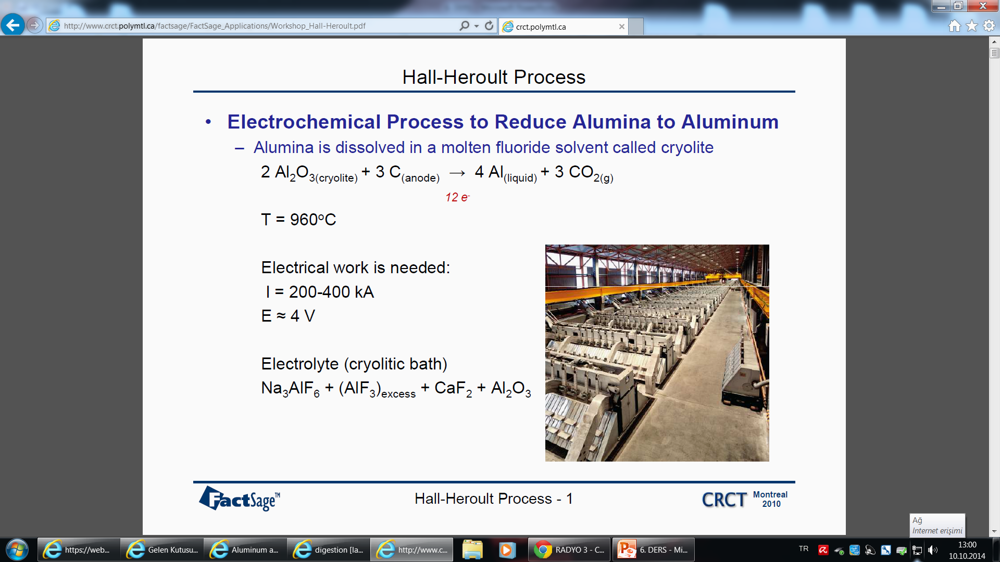 http://www.crct.polymtl.ca/factsage/FactSage_Applications/Workshop_Hall-Heroult.pdf
crct.polymtl.ca
Hall-Heroult Process
• Electrochemical Process to Reduce Alumina to Aluminum
– Alumina is dissolved in a molten fluoride solvent called cryolite
2 Al₂O₃(cryolite) + 3 C(anode) → 4 Al(liquid) + 3 CO₂(g)
12 e⁻
T = 960°C
Electrical work is needed:
I = 200-400 kA
E ≈ 4 V
Electrolyte (cryolitic bath)
Na₃AlF₆ + (AlF₃)excess + CaF₂ + Al₂O₃
FactSage™
Hall-Heroult Process - 1
CRCT
Montreal
2010
Ağ
Internet erişimi
https://web...
Gelen Kutusu...
Aluminum a...
digestion [la...
http://www.c...
RADYO 3 - C...
6. DERS - Mi...
TR
13:00
10.10.2014